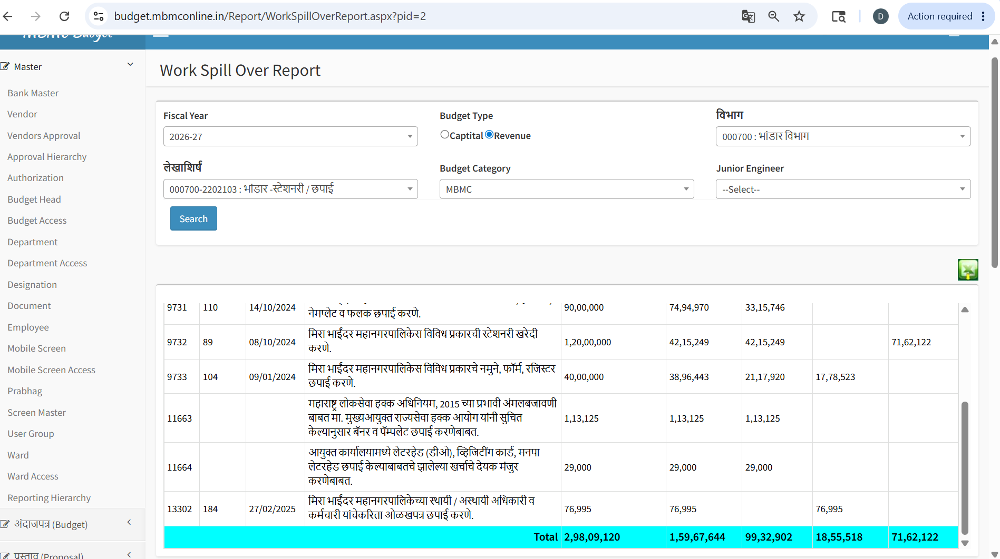 budget.mbmconline.in/Report/WorkSpillOverReport.aspx?pid=2
D
Action required
MBMC Budget
Master
Bank Master
Vendor
Vendors Approval
Approval Hierarchy
Authorization
Budget Head
Budget Access
Department
Department Access
Designation
Document
Employee
Mobile Screen
Mobile Screen Access
Prabhag
Screen Master
User Group
Ward
Ward Access
Reporting Hierarchy
अंदाजपत्र (Budget)
प्रस्ताव (Proposal)
Work Spill Over Report
Fiscal Year
2026-27
Budget Type
Captital Revenue
विभाग
000700 : भांडार विभाग
लेखाशिर्षं
000700-2202103 : भांडार -स्टेशनरी / छपाई
Budget Category
MBMC
Junior Engineer
--Select--
Search
9731 110 14/10/2024 नेमप्लेट व फलक छपाई करणे. 90,00,000 74,94,970 33,15,746
9732 89 08/10/2024 मिरा भाईंदर महानगरपालिकेस विविध प्रकारची स्टेशनरी खरेदी
करणे. 1,20,00,000 42,15,249 42,15,249 71,62,122
9733 104 09/01/2024 मिरा भाईंदर महानगरपालिकेस विविध प्रकारचे नमुने, फॉर्म, रजिस्टर
छपाई करणे. 40,00,000 38,96,443 21,17,920 17,78,523
महाराष्ट्र लोकसेवा हक्क अधिनियम, 2015 च्या प्रभावी अंमलबजावणी
11663 बाबत मा. मुख्यआयुक्त राज्यसेवा हक्क आयोग यांनी सुचित 1,13,125 1,13,125 1,13,125
केल्यानुसार बॅनर व पॅम्पलेट छपाई करणेबाबत.
आयुक्त कार्यालयामध्ये लेटरहेड (डीओ), व्हिजिटींग कार्ड, मनपा
11664 लेटरहेड छपाई केल्याबाबतचे झालेल्या खर्चाचे देयक मंजुर 29,000 29,000 29,000
करणेबाबत.
13302 184 27/02/2025 मिरा भाईंदर महानगरपालिकेच्या स्थायी / अस्थायी अधिकारी व
कर्मचारी यांचेकरिता ओळखपत्र छपाई करणे. 76,995 76,995 76,995
Total 2,98,09,120 1,59,67,644 99,32,902 18,55,518 71,62,122